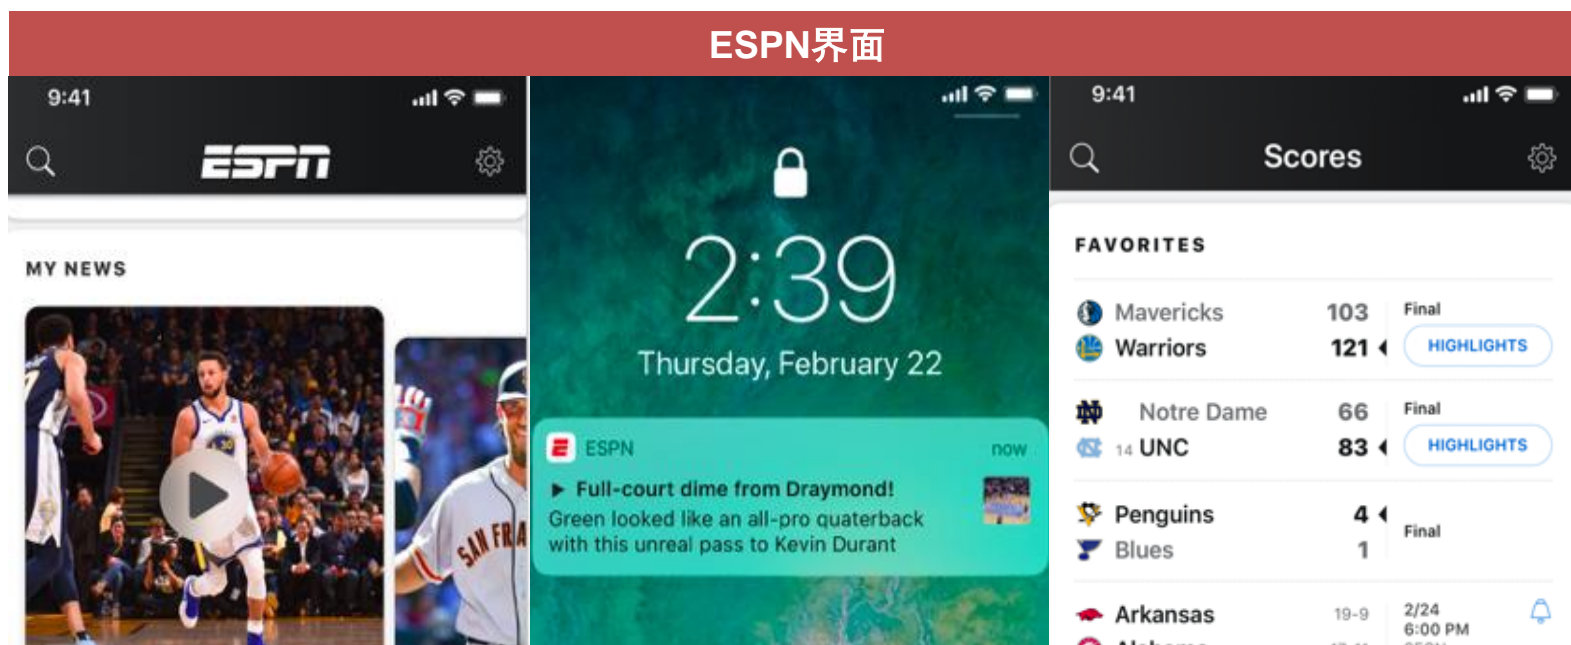 ESPN界面
9:41
ESPN
MY NEWS
30
SAN FRA
2:39
Thursday, February 22
ESPN
now
Full-court dime from Draymond!
Green looked like an all-pro quaterback
with this unreal pass to Kevin Durant
9:41
Scores
FAVORITES
Mavericks 103 Final
Warriors 121 HIGHLIGHTS
Notre Dame 66 Final
14 UNC 83 HIGHLIGHTS
Penguins 4
Final
Blues 1
Arkansas 19-9 2/24
6:00 PM